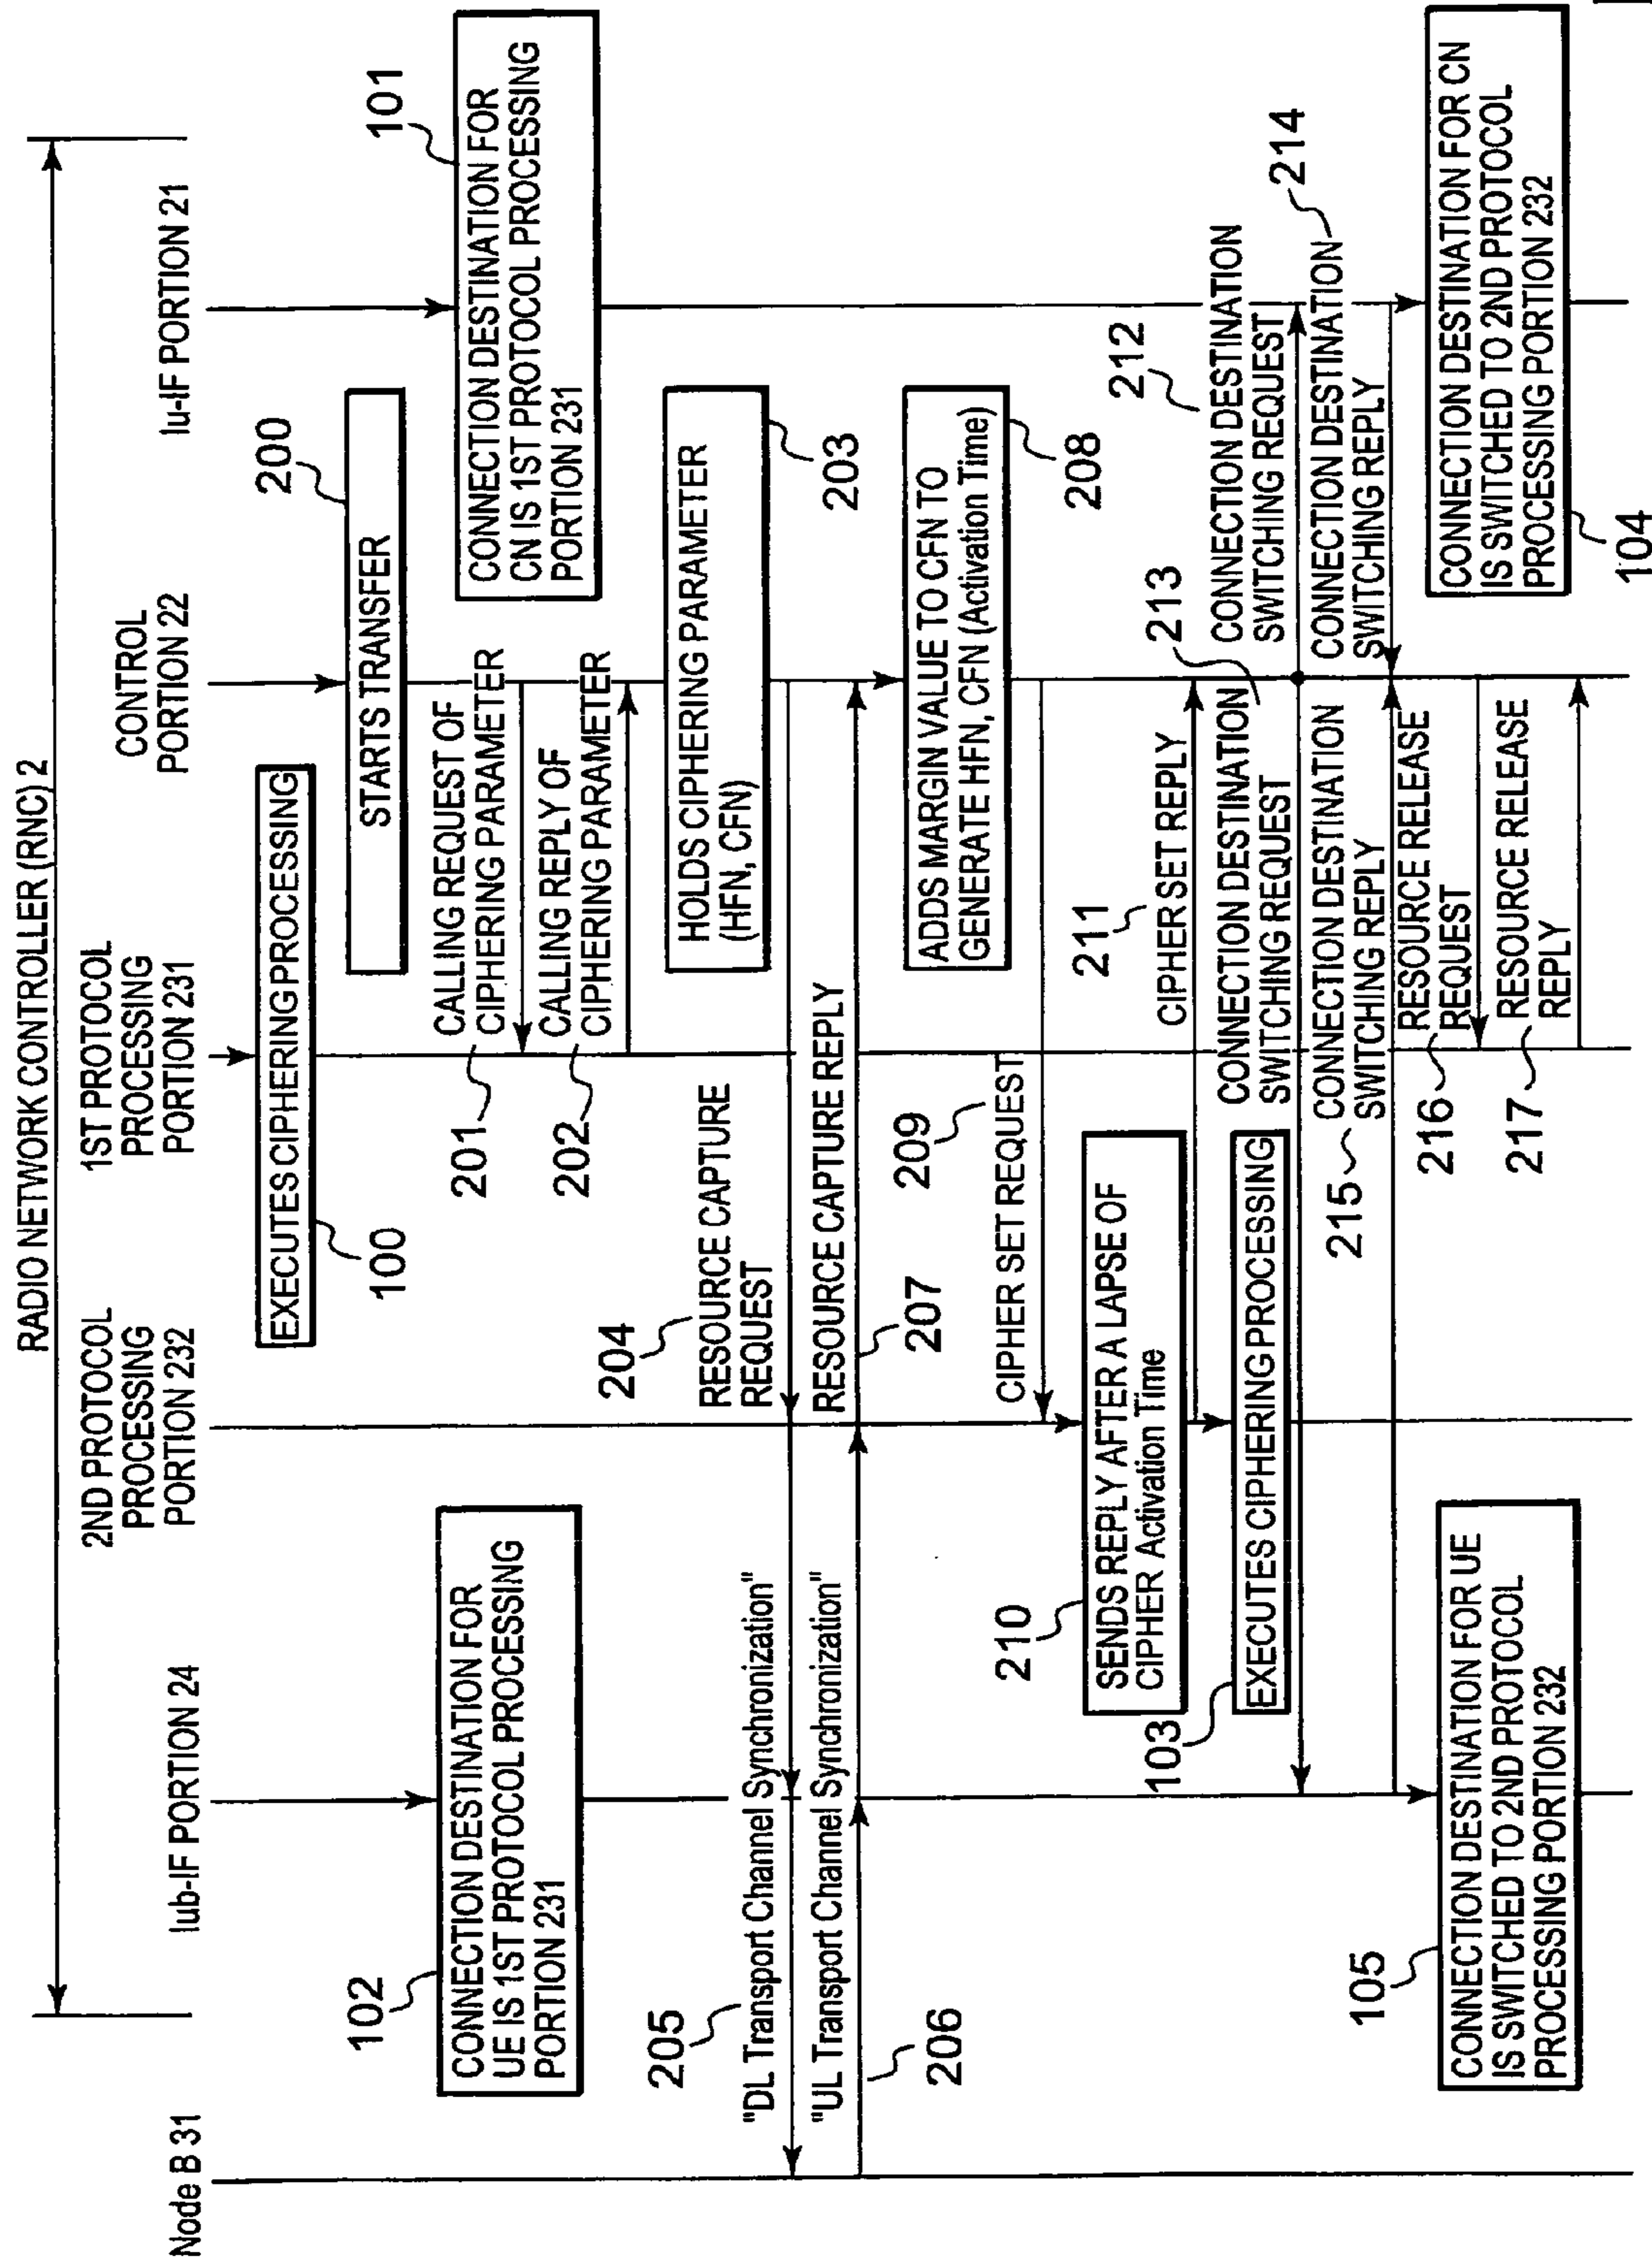 RADIO NETWORK CONTROLLER (RNC) 2
Node B 31
Iub-IF PORTION 24
2ND PROTOCOL
PROCESSING
PORTION 232
1ST PROTOCOL
PROCESSING
PORTION 231
CONTROL
PORTION 22
Iu-IF PORTION 21
EXECUTES CIPHERING PROCESSING
100
200
STARTS TRANSFER
101
CONNECTION DESTINATION FOR
CN IS 1ST PROTOCOL PROCESSING
PORTION 231
102
CONNECTION DESTINATION FOR
UE IS 1ST PROTOCOL PROCESSING
PORTION 231
201
CALLING REQUEST OF
CIPHERING PARAMETER
202
CALLING REPLY OF
CIPHERING PARAMETER
HOLDS CIPHERING PARAMETER
(HFN, CFN)
203
204
RESOURCE CAPTURE
REQUEST
205
"DL Transport Channel Synchronization"
"UL Transport Channel Synchronization"
206
RESOURCE CAPTURE REPLY
207
ADDS MARGIN VALUE TO CFN TO
GENERATE HFN, CFN (Activation Time)
208
209
CIPHER SET REQUEST
210
SENDS REPLY AFTER A LAPSE OF
CIPHER Activation Time
211
CIPHER SET REPLY
103
EXECUTES CIPHERING PROCESSING
212
CONNECTION DESTINATION
SWITCHING REQUEST
213
CONNECTION DESTINATION
SWITCHING REQUEST
214
CONNECTION DESTINATION
SWITCHING REPLY
215
CONNECTION DESTINATION
SWITCHING REPLY
216
RESOURCE RELEASE
REQUEST
217
RESOURCE RELEASE
REPLY
CONNECTION DESTINATION FOR CN
IS SWITCHED TO 2ND PROTOCOL
PROCESSING PORTION 232
104
105
CONNECTION DESTINATION FOR UE
IS SWITCHED TO 2ND PROTOCOL
PROCESSING PORTION 232